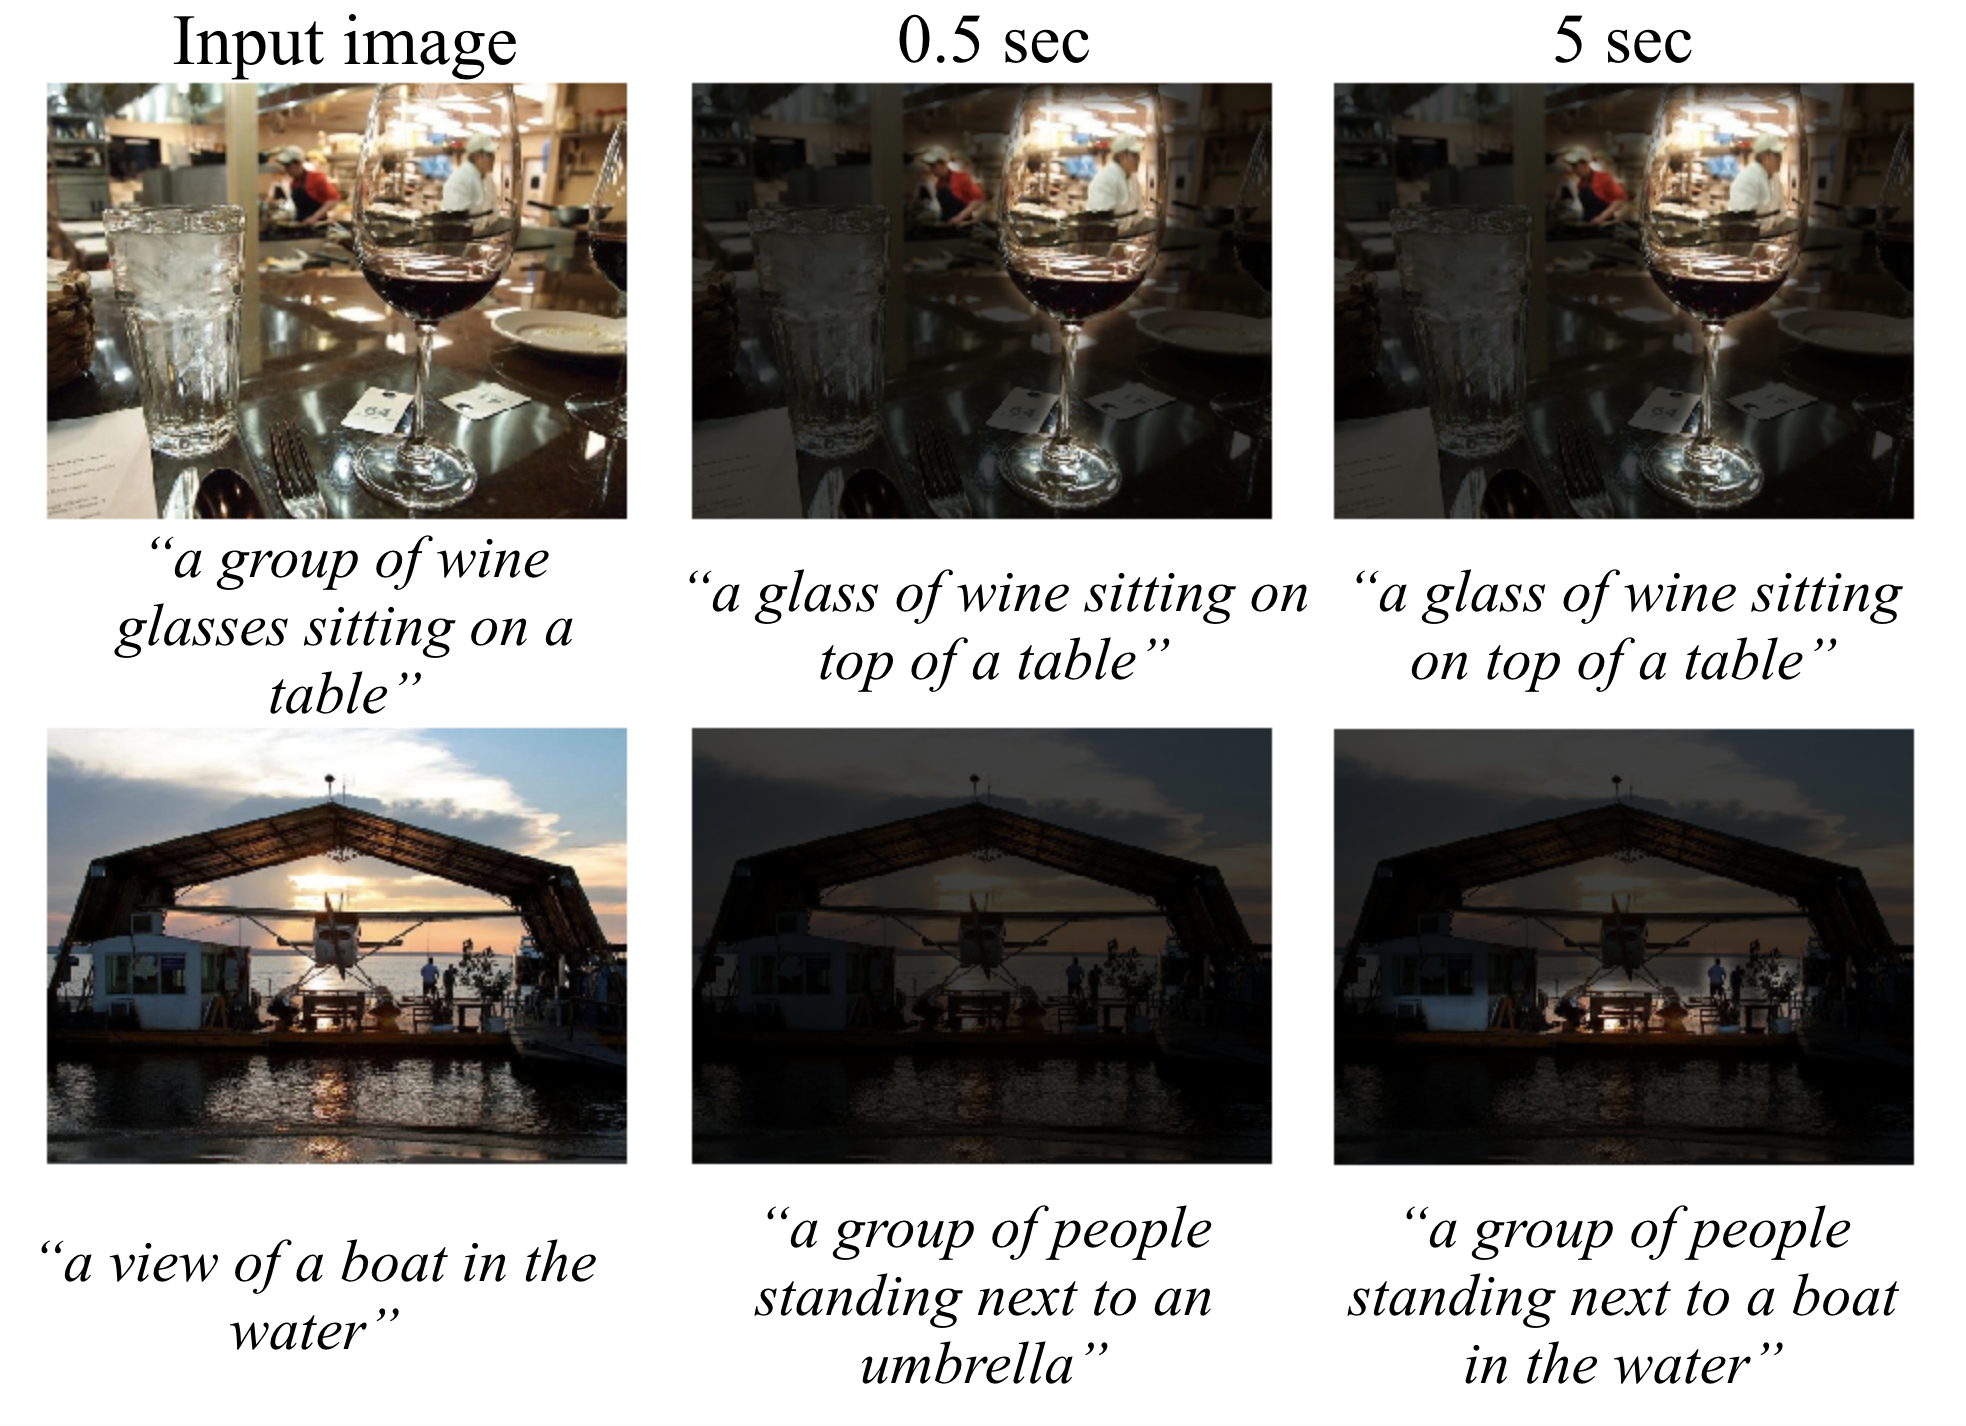 Input image
0.5 sec
5 sec
64
“a group of wine
glasses sitting on a
table”
“a glass of wine sitting on
top of a table”
“a glass of wine sitting
on top of a table”
“a view of a boat in the
water”
“a group of people
standing next to an
umbrella”
“a group of people
standing next to a boat
in the water”